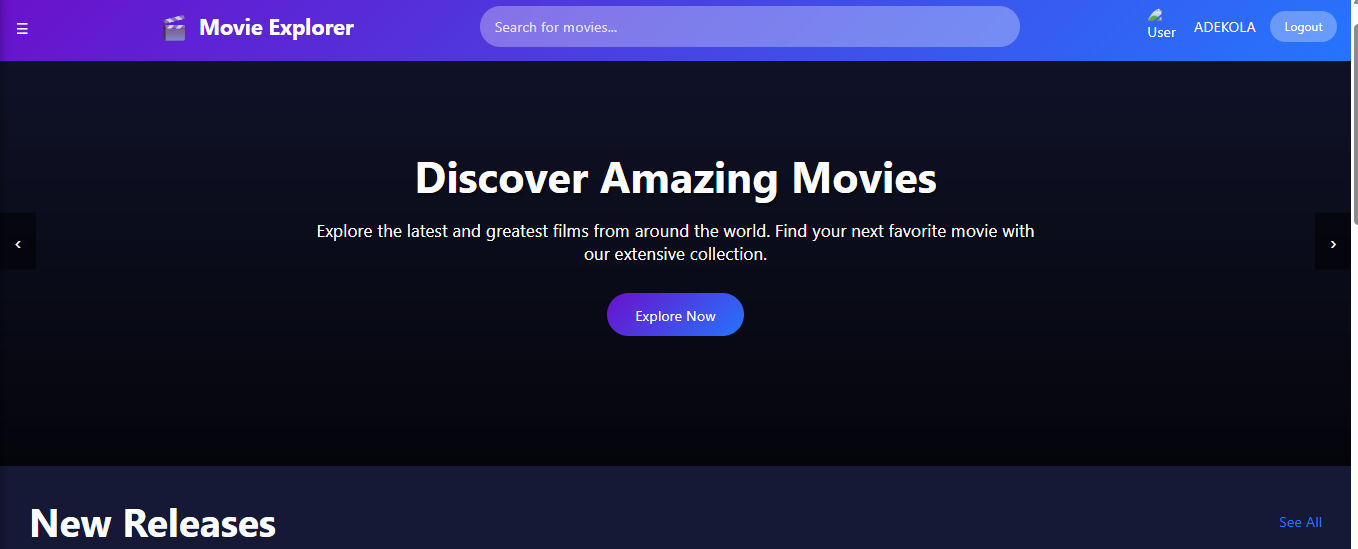 ☰ 🎬 Movie Explorer Search for movies... User ADEKOLA Logout
Discover Amazing Movies
Explore the latest and greatest films from around the world. Find your next favorite movie with
our extensive collection.
‹ ›
Explore Now
New Releases See All